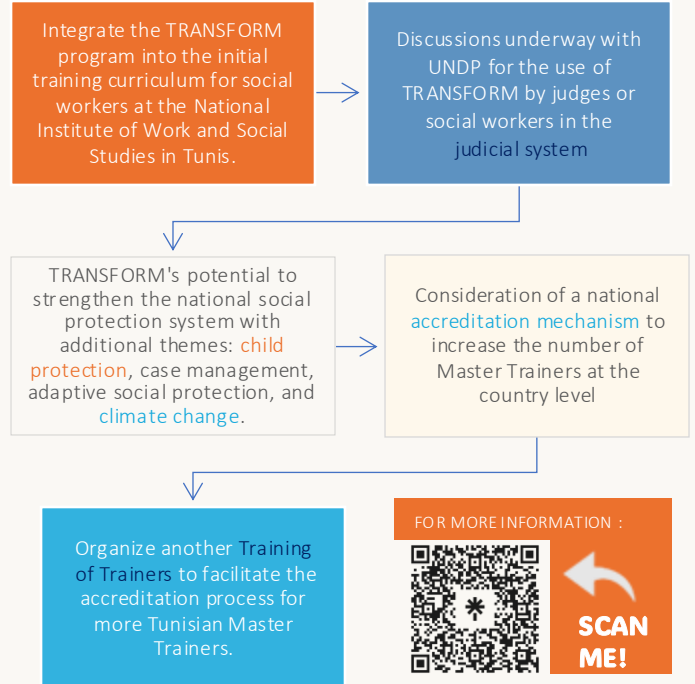 Integrate the TRANSFORM
program into the initial
training curriculum for social
workers at the National
Institute of Work and Social
Studies in Tunis.
Discussions underway with
UNDP for the use of
TRANSFORM by judges or
social workers in the
judicial system
TRANSFORM's potential to
strengthen the national social
protection system with
additional themes: child
protection, case management,
adaptive social protection, and
climate change.
Consideration of a national
accreditation mechanism to
increase the number of
Master Trainers at the
country level
Organize another Training
of Trainers to facilitate the
accreditation process for
more Tunisian Master
Trainers.
FOR MORE INFORMATION :
SCAN
ME!